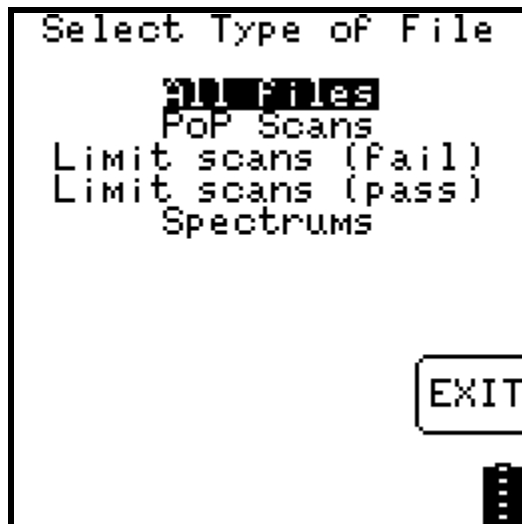 Select Type of File
All files
PoP Scans
Limit scans (fail)
Limit scans (pass)
Spectrums
EXIT